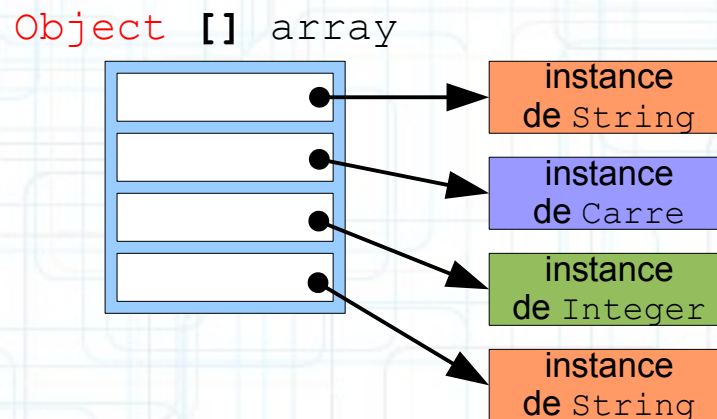 Object [] array
instance
de String
instance
de Carre
instance
de Integer
instance
de String